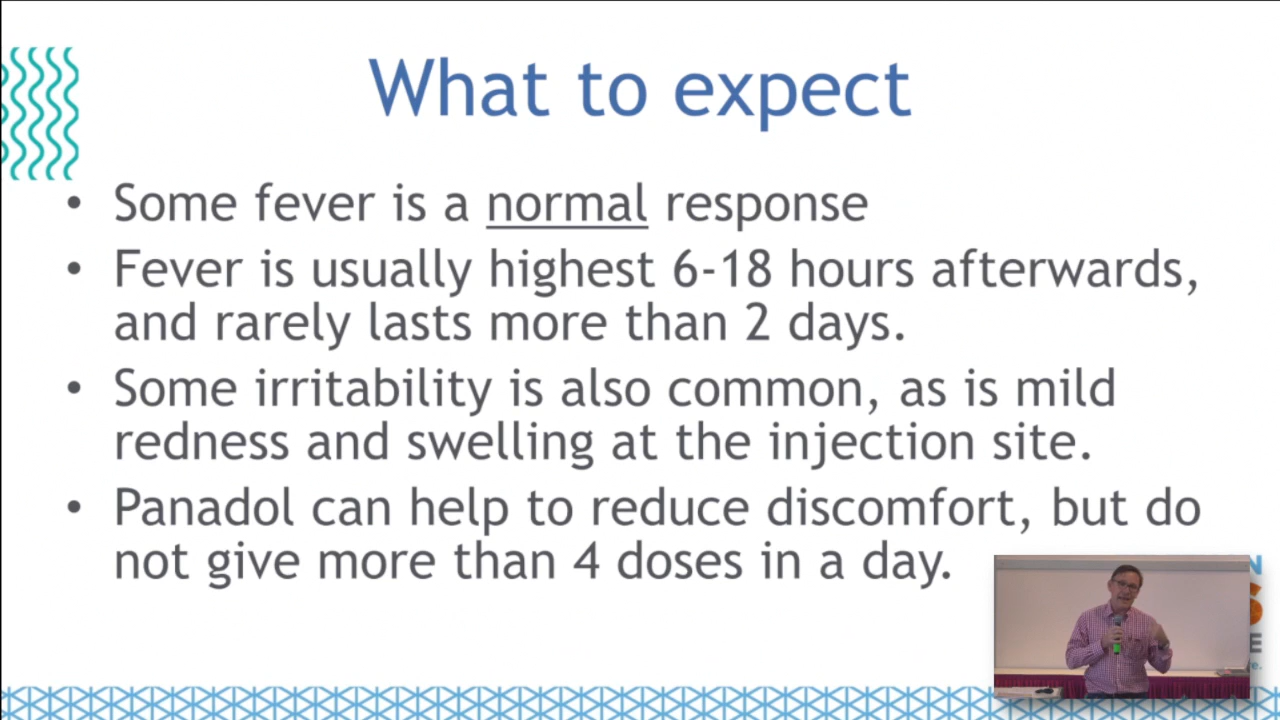 What to expect
• Some fever is a normal response
• Fever is usually highest 6-18 hours afterwards,
and rarely lasts more than 2 days.
• Some irritability is also common, as is mild
redness and swelling at the injection site.
• Panadol can help to reduce discomfort, but do
not give more than 4 doses in a day.
N
S
E
e.